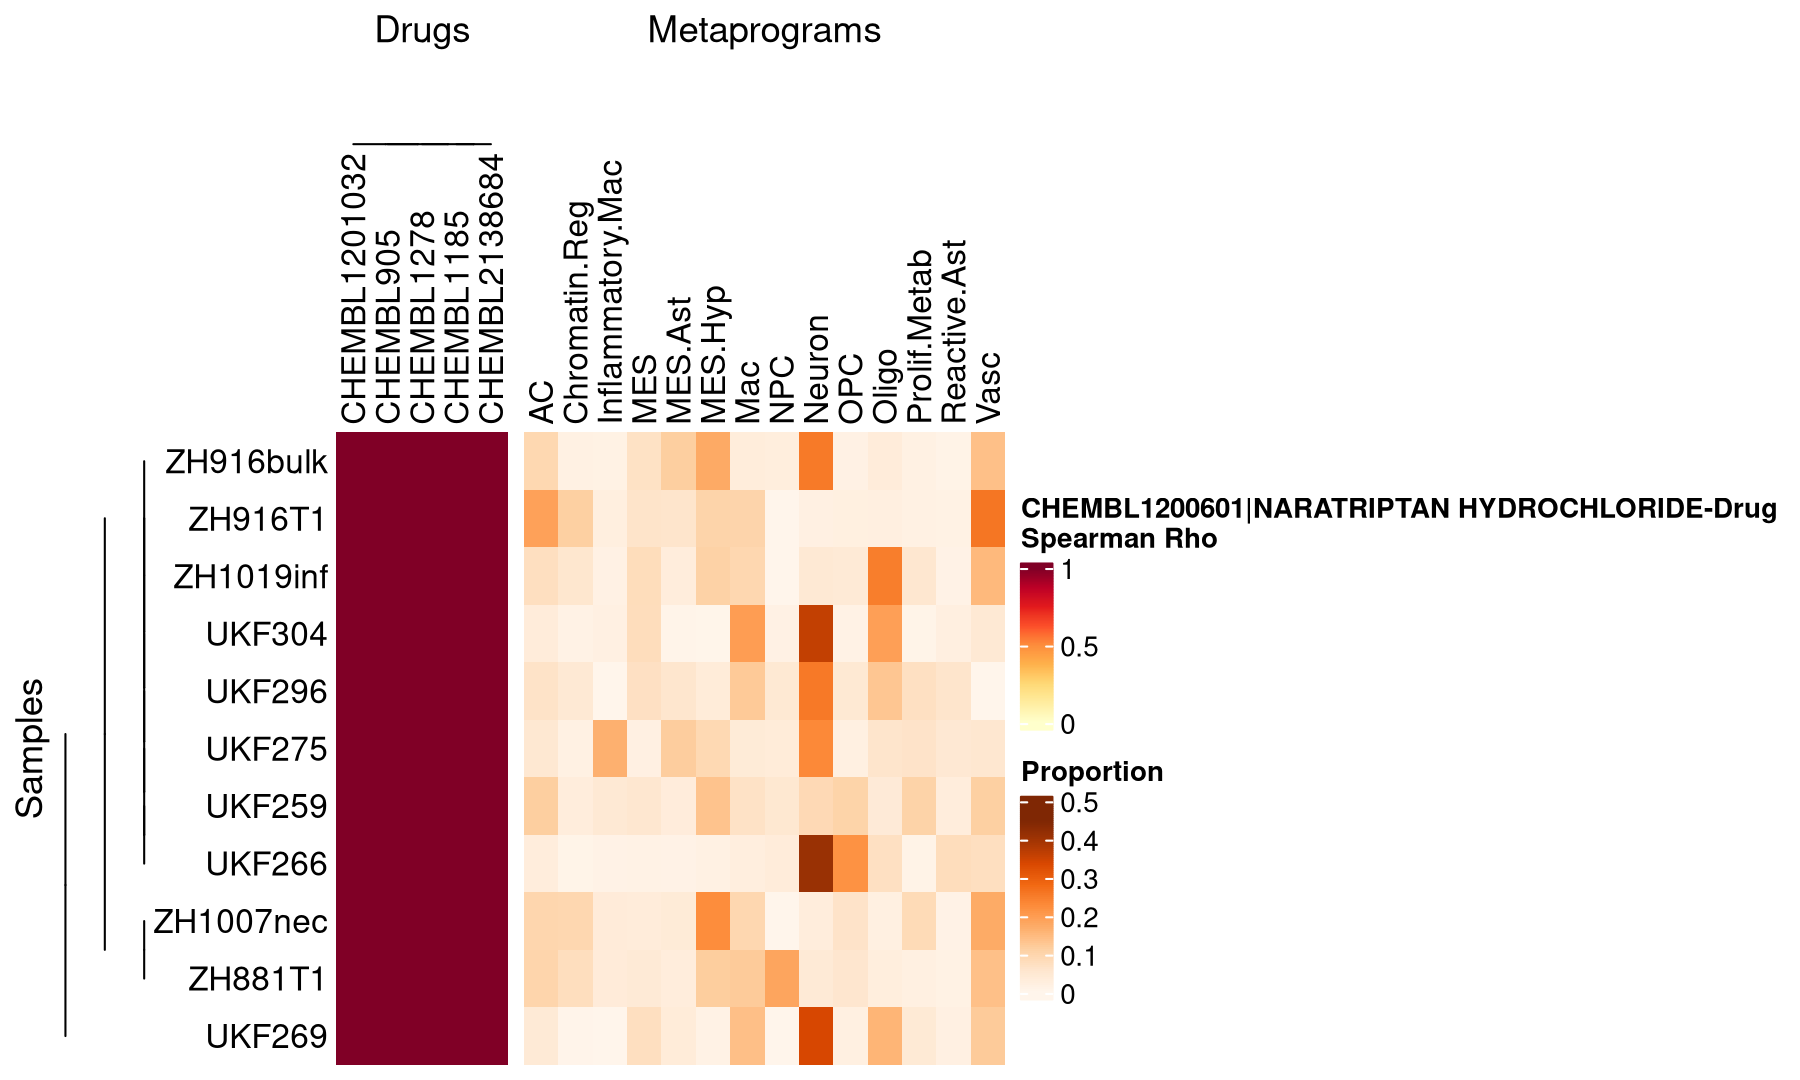 Drugs
Metaprograms
CHEMBL1201032
CHEMBL905
CHEMBL1278
CHEMBL1185
CHEMBL2138684
AC
Chromatin.Reg
Inflammatory.Mac
MES
MES.Ast
MES.Hyp
Mac
NPC
Neuron
OPC
Oligo
Prolif.Metab
Reactive.Ast
Vasc
Samples
ZH916bulk
ZH916T1
ZH1019inf
UKF304
UKF296
UKF275
UKF259
UKF266
ZH1007nec
ZH881T1
UKF269
CHEMBL1200601|NARATRIPTAN HYDROCHLORIDE-Drug
Spearman Rho
1
0.5
0
Proportion
0.5
0.4
0.3
0.2
0.1
0